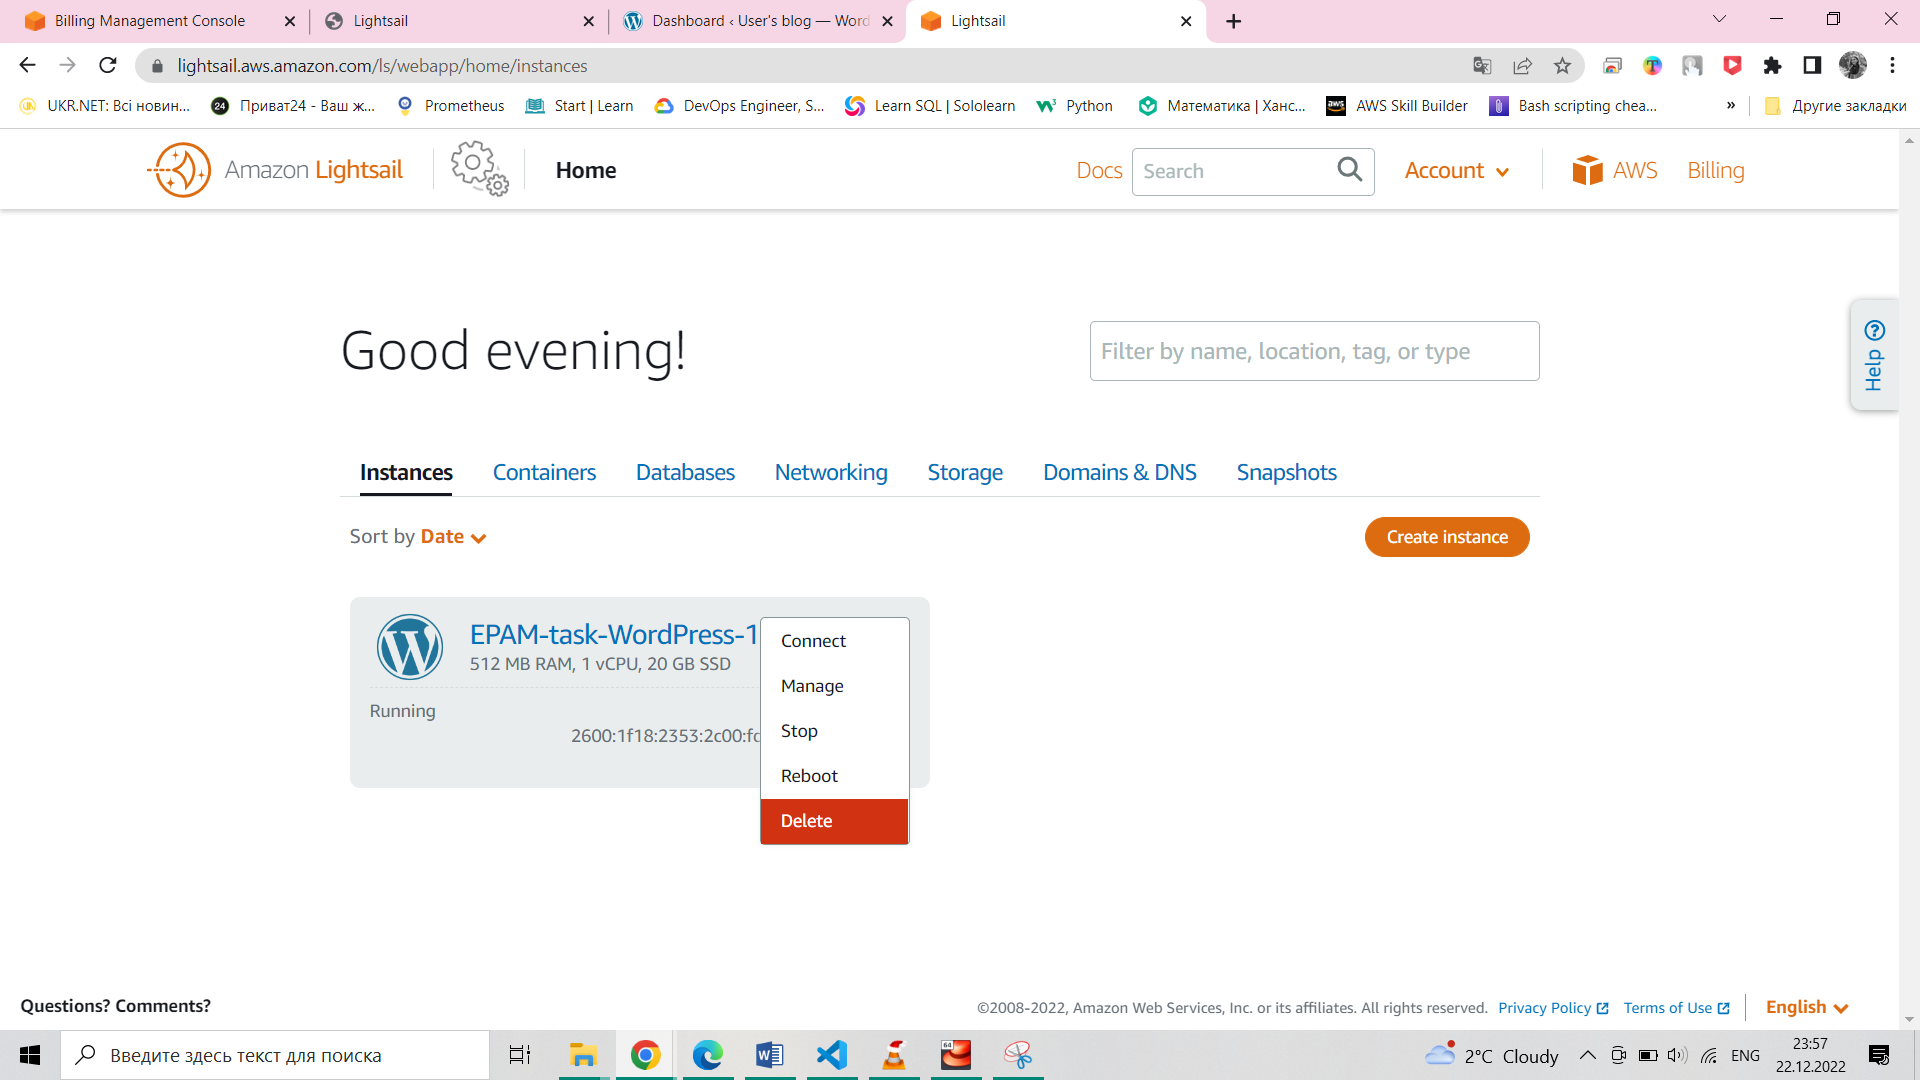 Billing Management Console
Lightsail
Dashboard ‹ User's blog — Word
Lightsail
lightsail.aws.amazon.com/ls/webapp/home/instances
UKR.NET: Всі новин...
24
Приват24 - Ваш ж...
Prometheus
Start | Learn
DevOps Engineer, S...
Learn SQL | Sololearn
Python
Математика | Ханс...
aws
AWS Skill Builder
Bash scripting chea...
»
Другие закладки
Amazon Lightsail
Home
Docs
Search
Account
AWS
Billing
Good evening!
Filter by name, location, tag, or type
Help
Instances
Containers
Databases
Networking
Storage
Domains & DNS
Snapshots
Sort by Date
Create instance
EPAM-task-WordPress-1
512 MB RAM, 1 vCPU, 20 GB SSD
Running
2600:1f18:2353:2c00:fc
Connect
Manage
Stop
Reboot
Delete
Questions? Comments?
©2008-2022, Amazon Web Services, Inc. or its affiliates. All rights reserved.
Privacy Policy
Terms of Use
English
Введите здесь текст для поиска
64
2°C Cloudy
ENG
23:57
22.12.2022